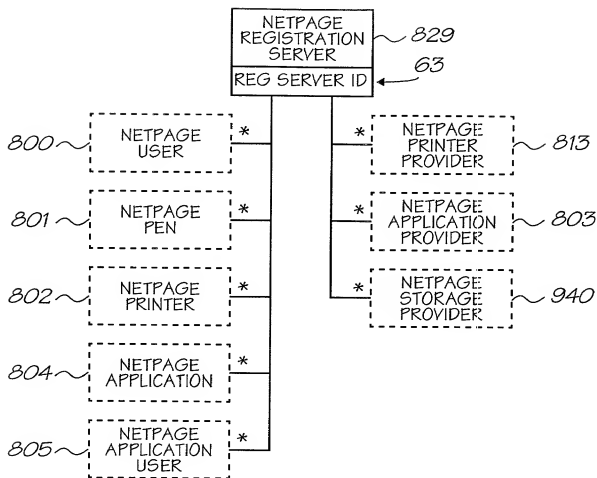 NETPAGE
REGISTRATION
SERVER
829
REG SERVER ID
63
800
NETPAGE
USER
*
801
NETPAGE
PEN
*
802
NETPAGE
PRINTER
*
804
NETPAGE
APPLICATION
*
805
NETPAGE
APPLICATION
USER
*
*
NETPAGE
PRINTER
PROVIDER
813
*
NETPAGE
APPLICATION
PROVIDER
803
*
NETPAGE
STORAGE
PROVIDER
940